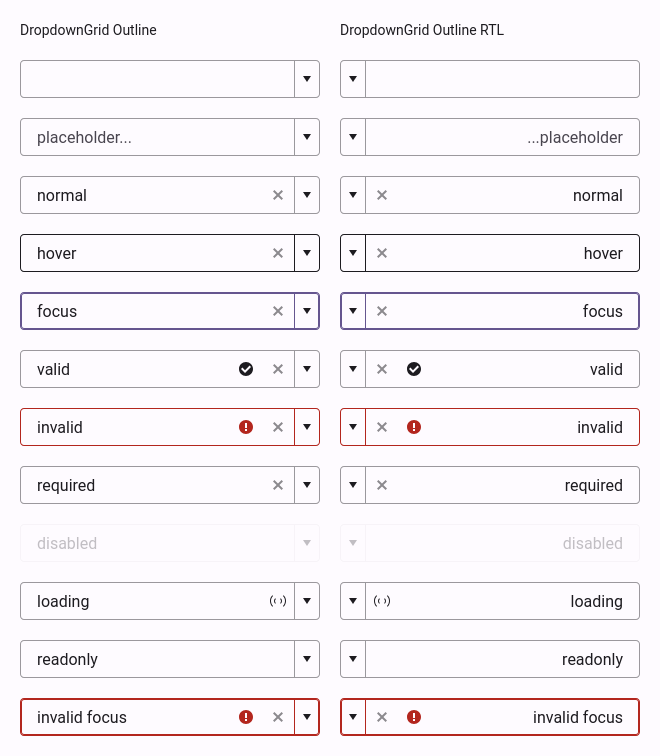 DropdownGrid Outline
DropdownGrid Outline RTL
placeholder...
...placeholder
normal
normal
hover
hover
focus
focus
valid
valid
invalid
invalid
required
required
disabled
disabled
loading
loading
readonly
readonly
invalid focus
invalid focus